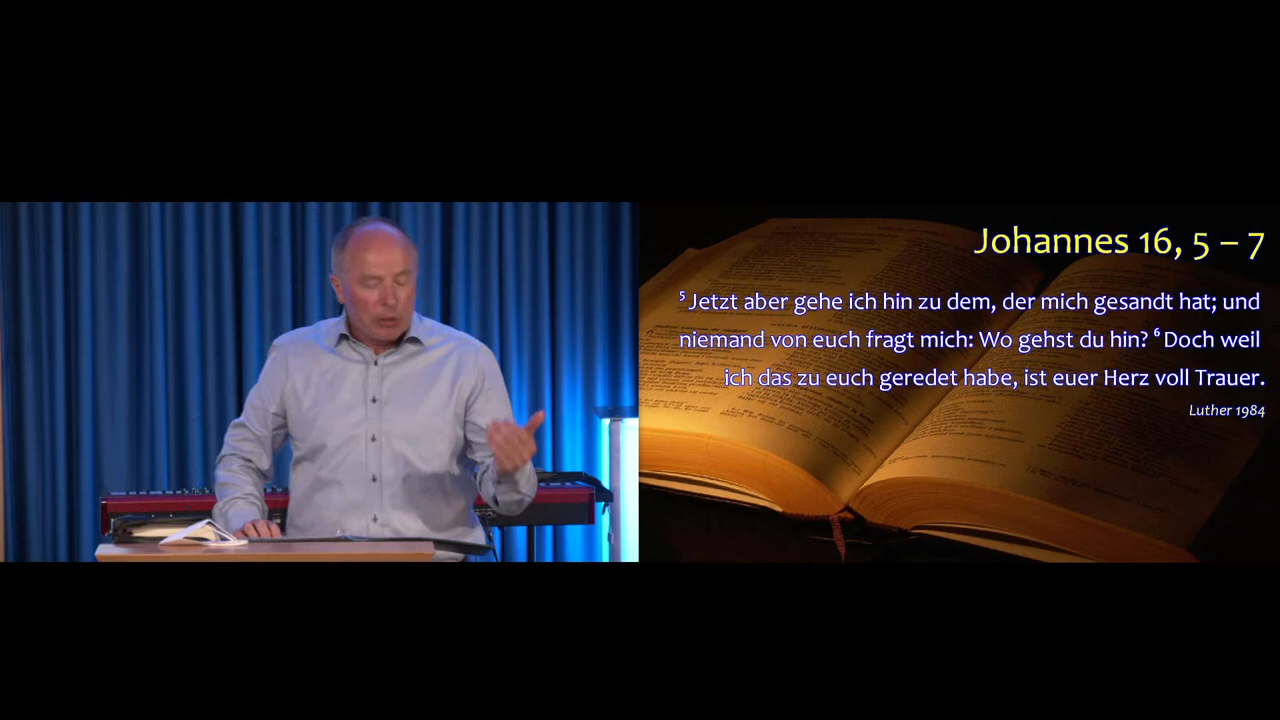 Johannes 16, 5 – 7
⁵ Jetzt aber gehe ich hin zu dem, der mich gesandt hat; und
niemand von euch fragt mich: Wo gehst du hin? ⁶ Doch weil
ich das zu euch geredet habe, ist euer Herz voll Trauer.
Luther 1984